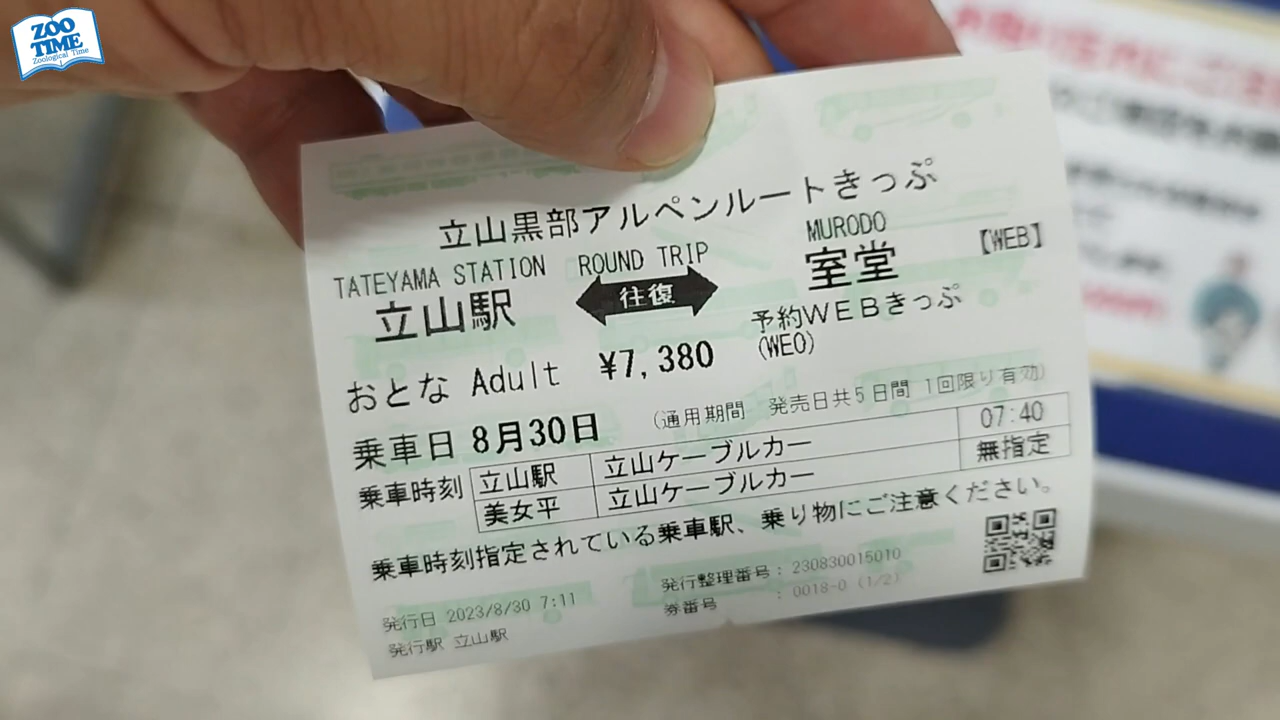 ZOO
TIME
Zoological Time
立山黒部アルペンルートきっぷ
TATEYAMA STATION ROUND TRIP MURODO 【WEB】
立山駅 往復 室堂
予約WEBきっぷ
おとな Adult ¥7,380 (WEO)
乗車日 8月30日 (通用期間 発売日共5日間 1回限り有効)
乗車時刻 立山駅 立山ケーブルカー 07:40
美女平 立山ケーブルカー 無指定
乗車時刻指定されている乗車駅、乗り物にご注意ください。
発行日 2023/8/30 7:11 発行整理番号:230830015010
発行駅 立山駅 券番号 :0018-0 (1/2)